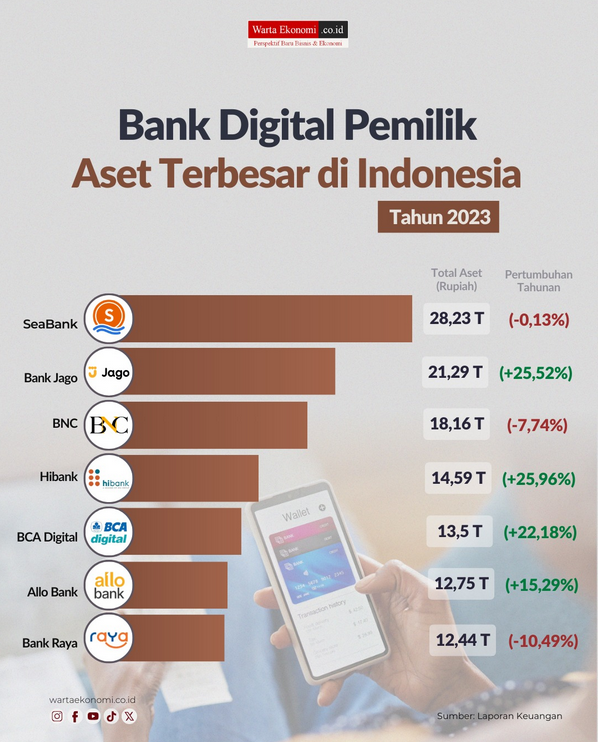 Warta Ekonomi .co.id
Perspektif Baru Bisnis & Ekonomi
Bank Digital Pemilik
Aset Terbesar di Indonesia
Tahun 2023
Total Aset
(Rupiah)
Pertumbuhan
Tahunan
SeaBank
S
28,23 T
(-0,13%)
Bank Jago
Jago
21,29 T
(+25,52%)
BNC
BNC
18,16 T
(-7,74%)
Hibank
hibank
14,59 T
(+25,96%)
BCA Digital
BCA
digital
13,5 T
(+22,18%)
Allo Bank
allo
bank
12,75 T
(+15,29%)
Bank Raya
raya
12,44 T
(-10,49%)
Wallet
Transaction history
wartaekonomi.co.id
Sumber: Laporan Keuangan